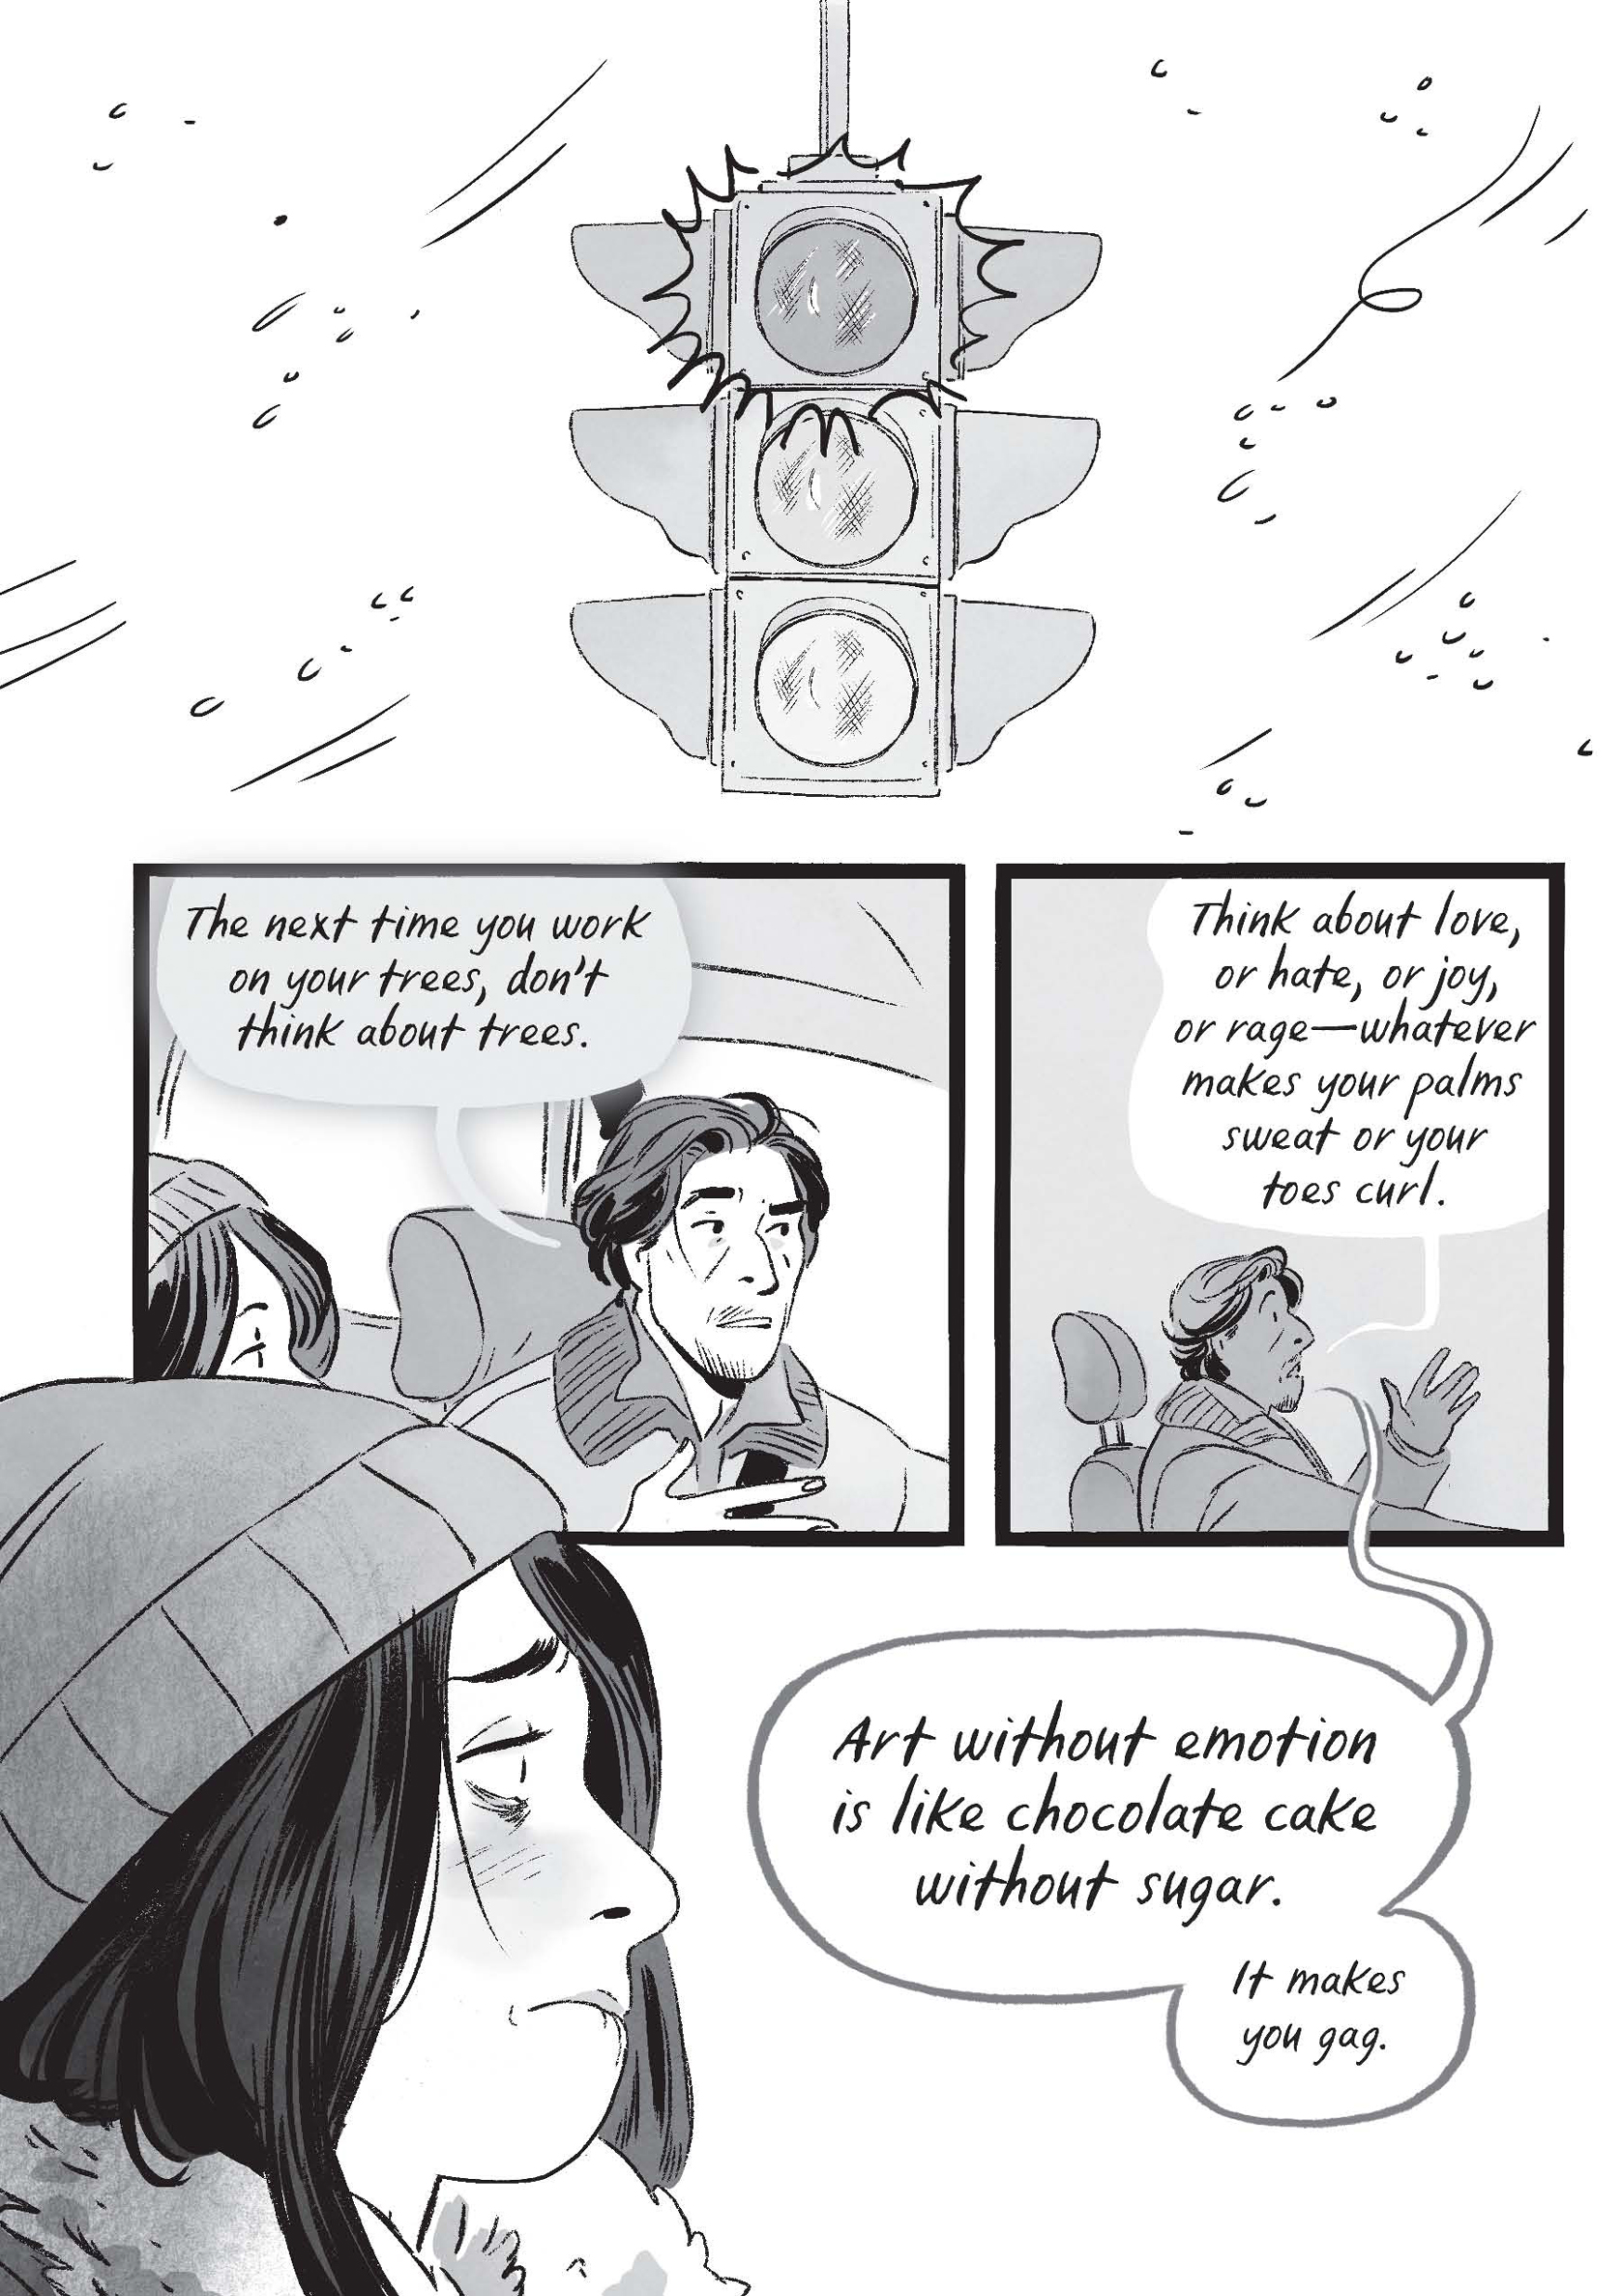 The next time you work
on your trees, don't
think about trees.
Think about love,
or hate, or joy,
or rage—whatever
makes your palms
sweat or your
toes curl.
Art without emotion
is like chocolate cake
without sugar.
It makes
you gag.